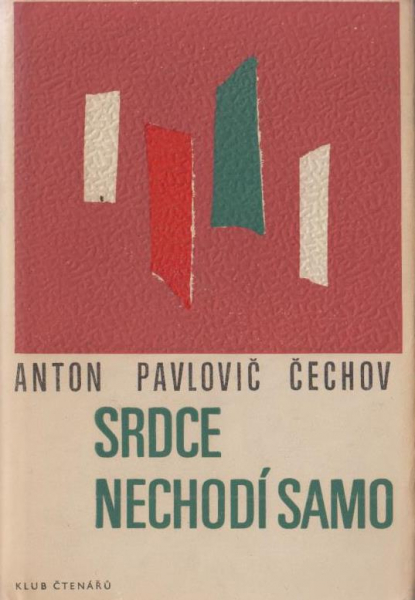 ANTON PAVLOVIČ ČECHOV
SRDCE
NECHODÍ SAMO
KLUB ČTENÁŘŮ